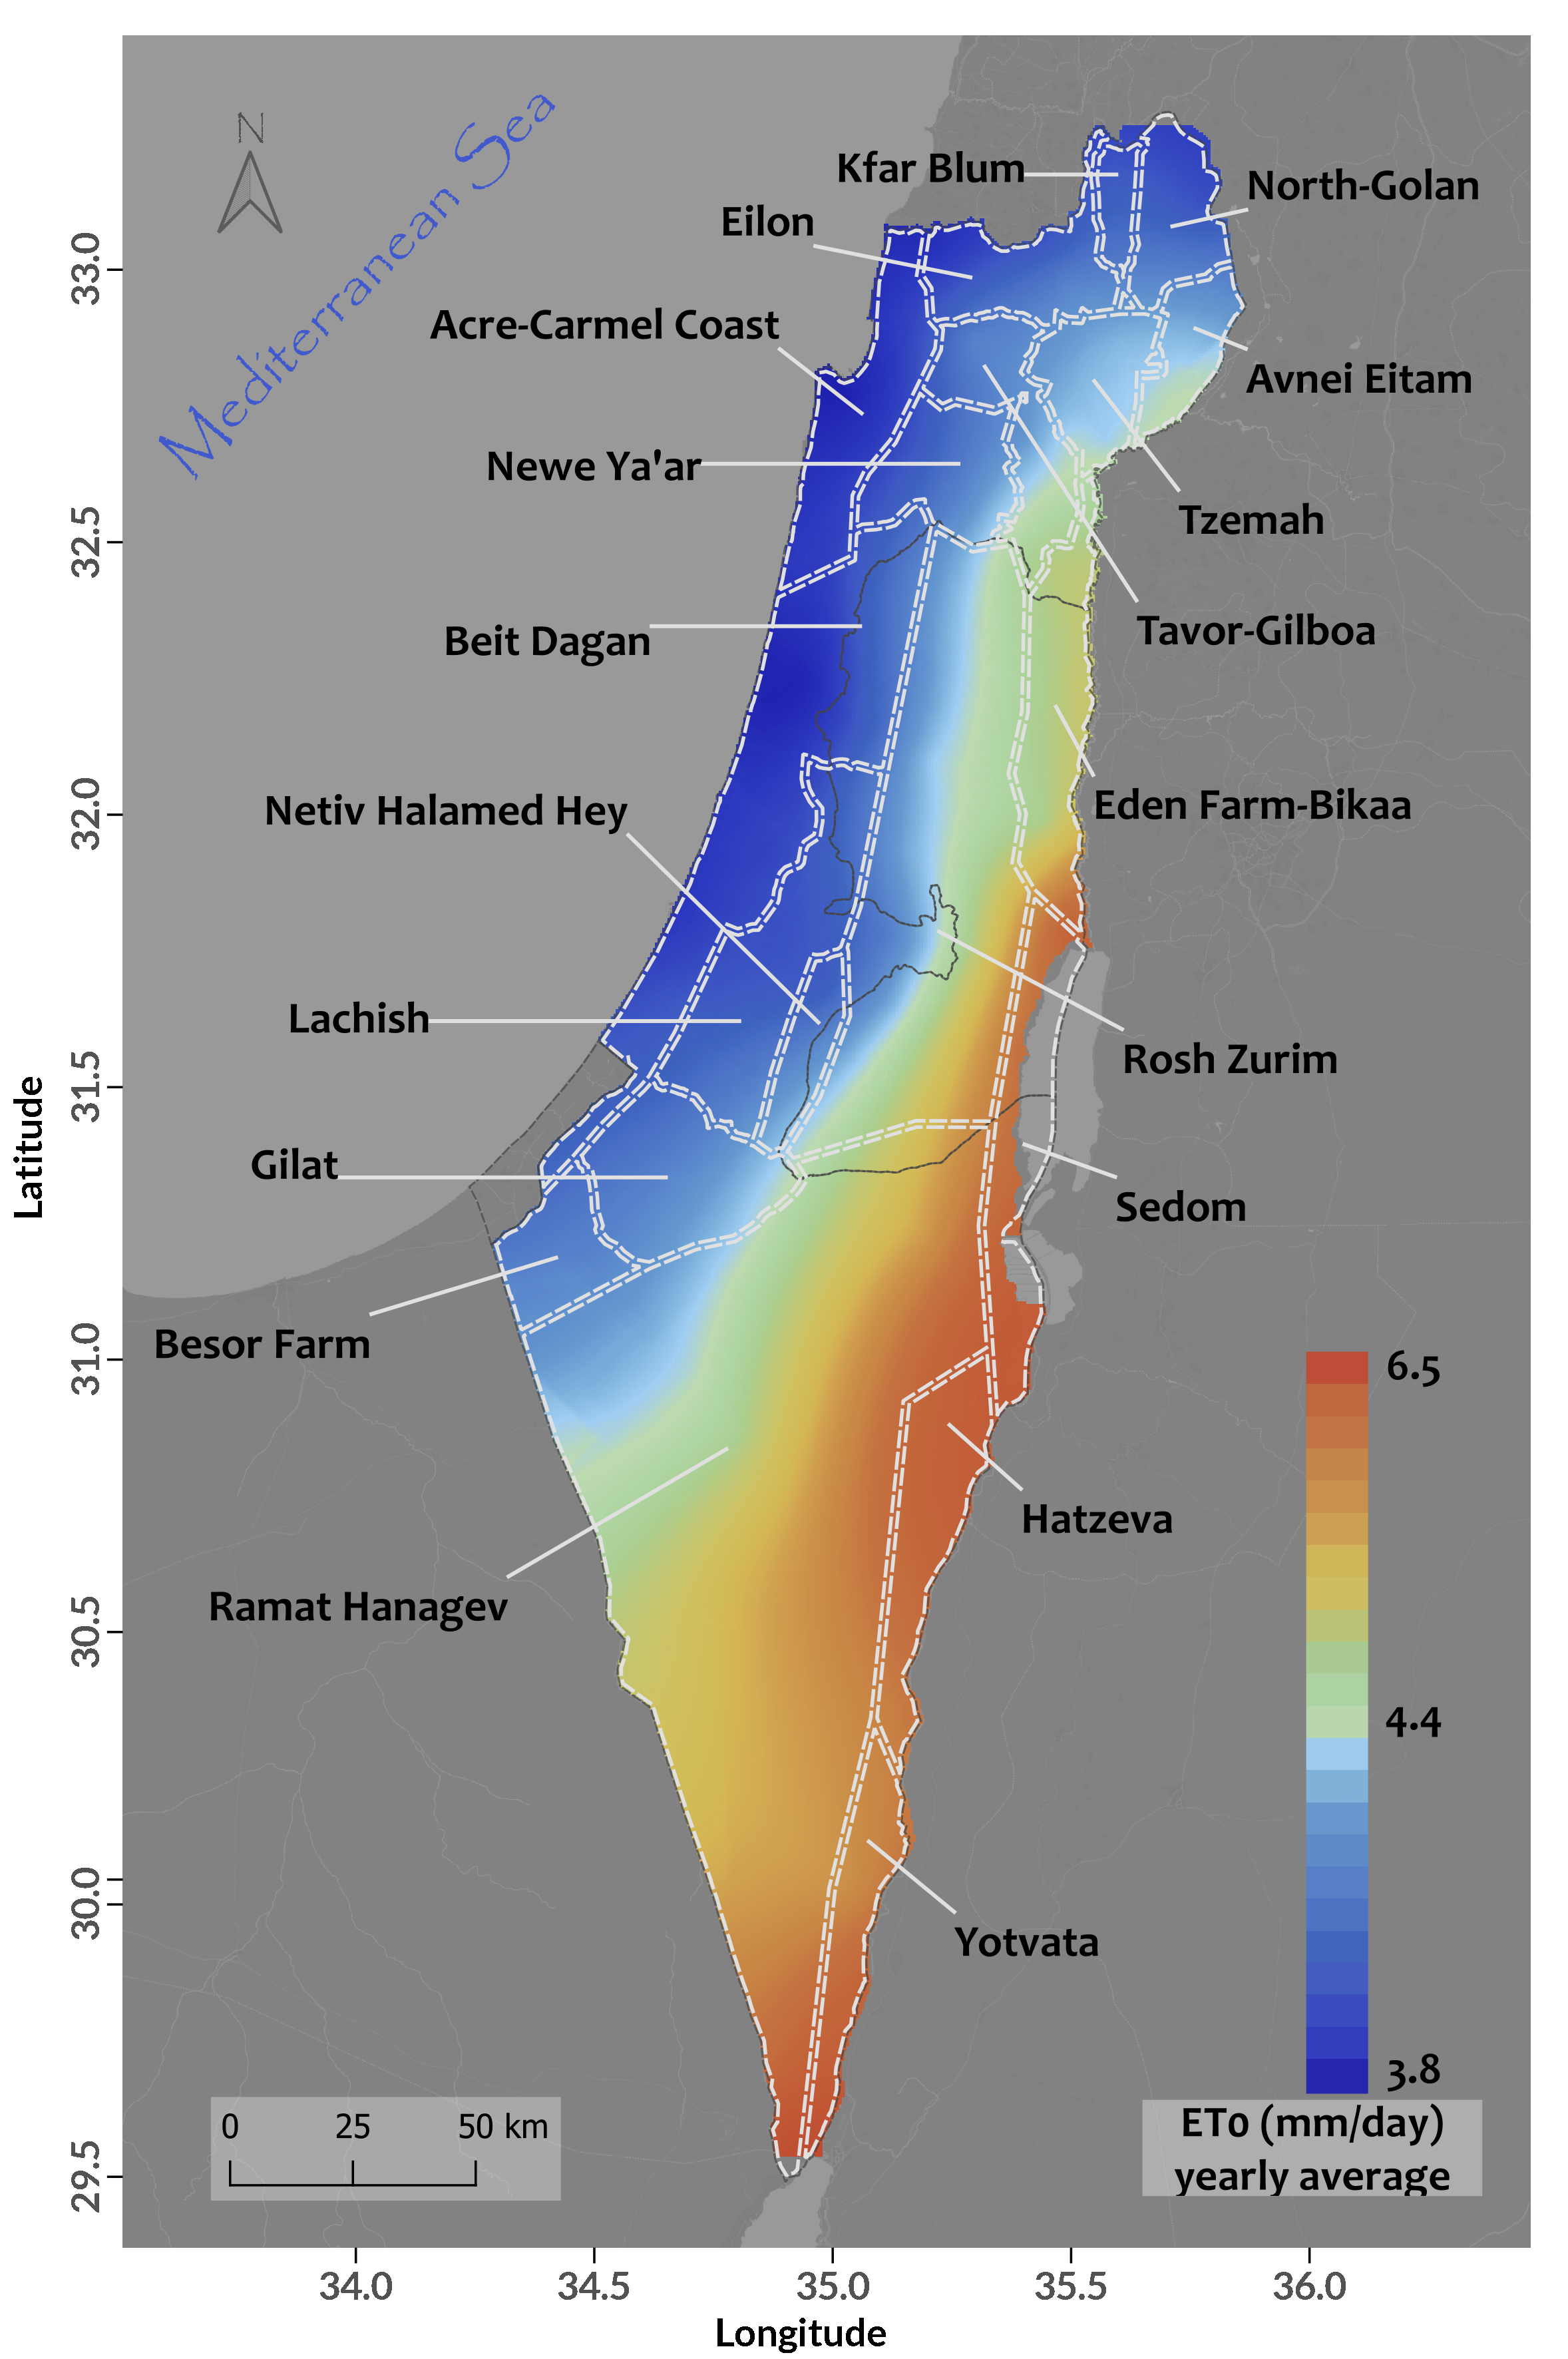 N
Mediterranean Sea
Kfar Blum
North-Golan
Eilon
Acre-Carmel Coast
Avnei Eitam
Newe Ya'ar
Tzemah
Tavor-Gilboa
Beit Dagan
Netiv Halamed Hey
Eden Farm-Bikaa
Lachish
Rosh Zurim
Gilat
Sedom
Besor Farm
Hatzeva
Ramat Hanagev
Yotvata
6.5
4.4
3.8
ET0 (mm/day)
yearly average
0 25 50 km
Latitude
33.0
32.5
32.0
31.5
31.0
30.5
30.0
29.5
34.0 34.5 35.0 35.5 36.0
Longitude